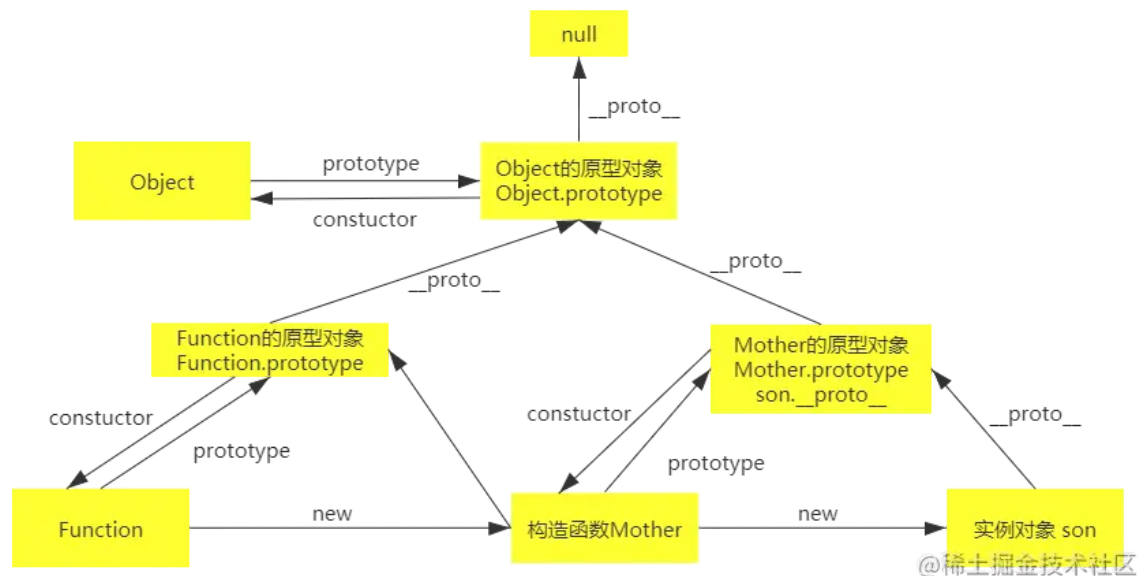 null
__proto__
Object
prototype
constuctor
Object的原型对象
Object.prototype
__proto__
__proto__
Function的原型对象
Function.prototype
Mother的原型对象
Mother.prototype
son.__proto__
constuctor
prototype
constuctor
prototype
__proto__
Function
new
构造函数Mother
new
实例对象 son
@稀土掘金技术社区